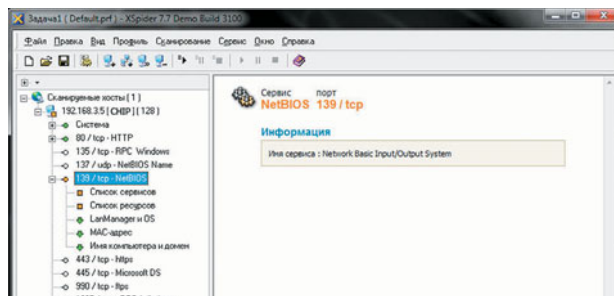 Задача1 ( Default.prf ) - XSpider 7.7 Demo Build 3100
Файл Правка Вид Профиль Сканирование Сервис Окно Справка
Сканируемые хосты ( 1 )
192.168.3.5 [ CHIP ] ( 128 )
Система
80 / tcp - HTTP
135 / tcp - RPC Windows
137 / udp - NetBIOS Name
139 / tcp - NetBIOS
Список сервисов
Список ресурсов
LanManager и OS
MAC-адрес
Имя компьютера и домен
443 / tcp - https
445 / tcp - Microsoft DS
990 / tcp - ftps
Сервис порт
NetBIOS 139 / tcp
Информация
Имя сервиса : Network Basic Input/Output System